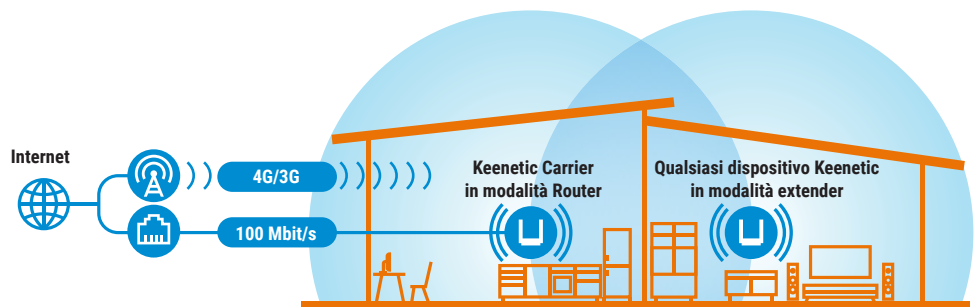 Internet
4G/3G
100 Mbit/s
Keenetic Carrier
in modalità Router
Qualsiasi dispositivo Keenetic
in modalità extender